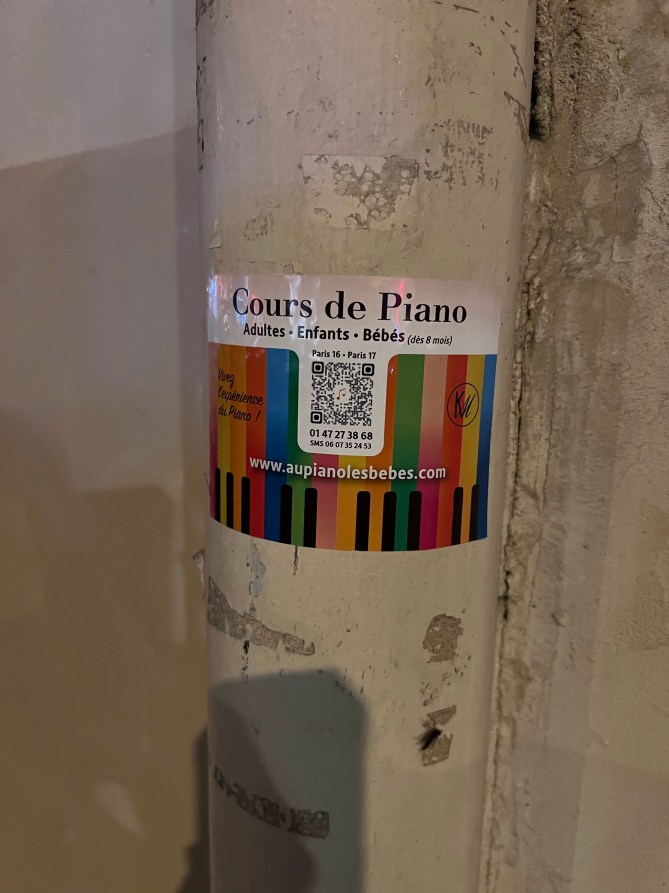 Cours de Piano
Adultes • Enfants • Bébés (dès 8 mois)
Paris 16 • Paris 17
Vivez
l'expérience
du Piano !
KM
01 47 27 38 68
SMS 06 07 35 24 53
www.aupianolesbebes.com